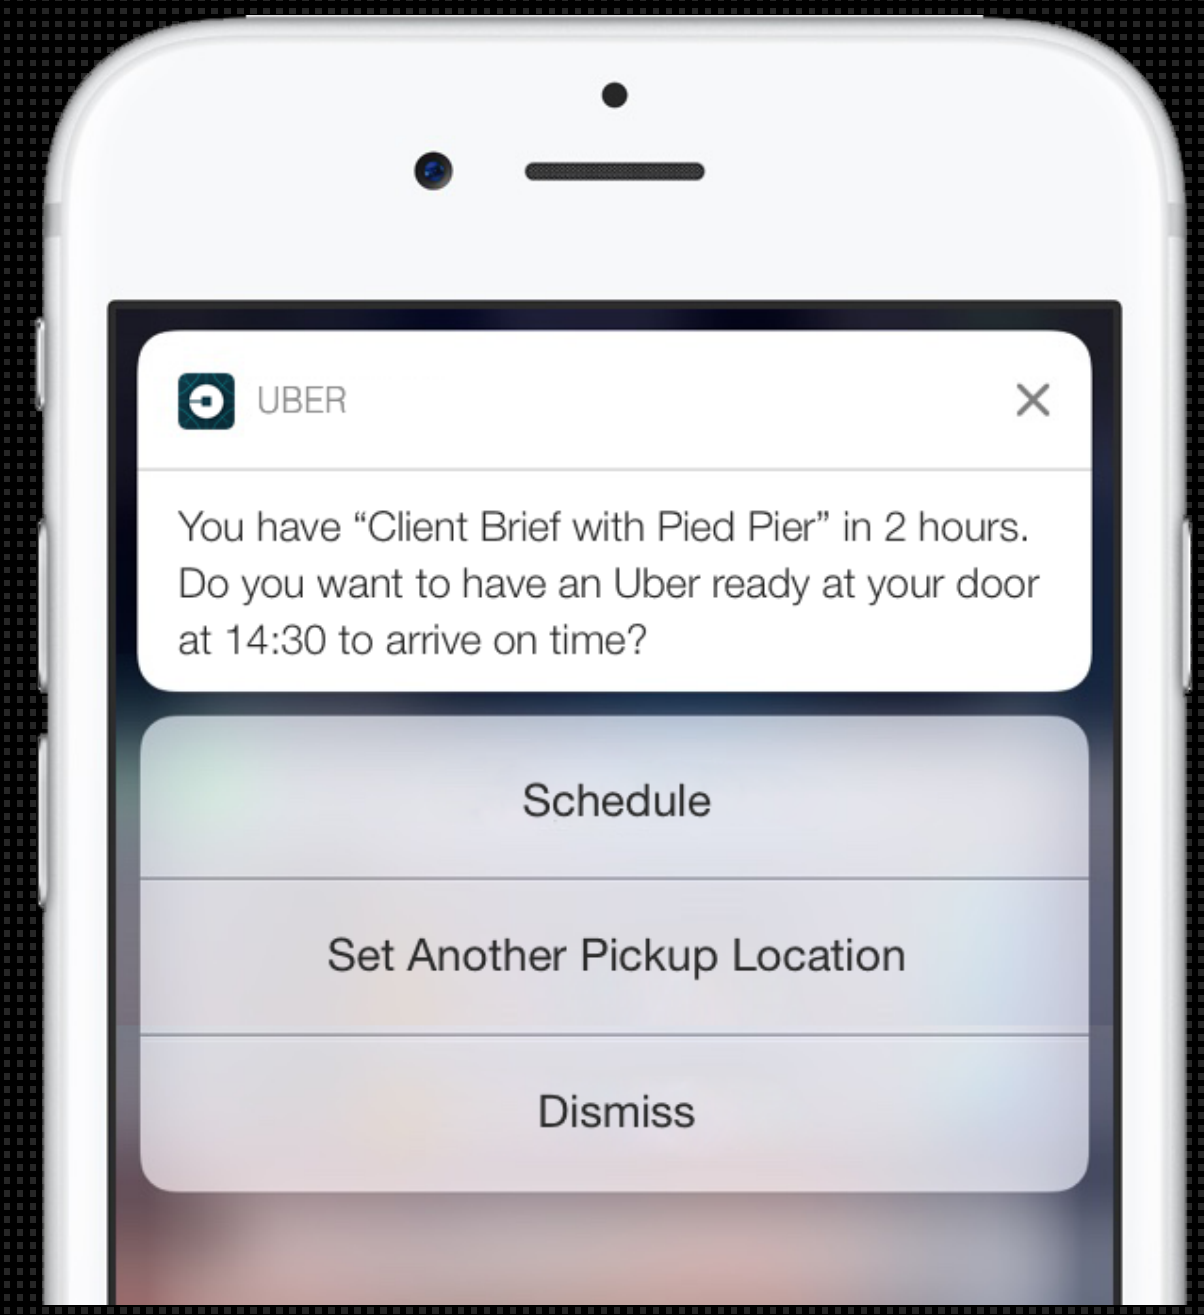 UBER
You have “Client Brief with Pied Pier” in 2 hours.
Do you want to have an Uber ready at your door
at 14:30 to arrive on time?
Schedule
Set Another Pickup Location
Dismiss